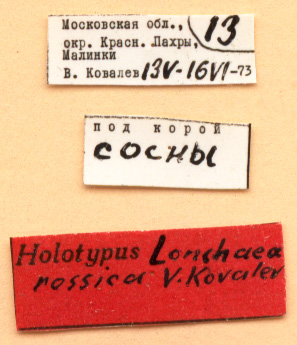 Московская обл., 13
окр. Красн. Пахры,
Малинки
В. Ковалев 13V-16VI-73
под корой
сосны
Holotypus Lonchaea
rossica V. Kovalev